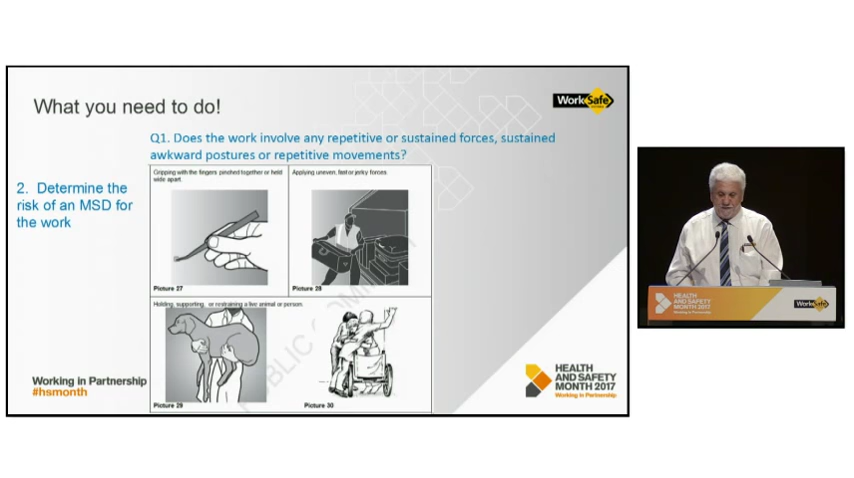 What you need to do!
WorkSafe
Q1. Does the work involve any repetitive or sustained forces, sustained
awkward postures or repetitive movements?
2. Determine the
risk of an MSD for
the work
Gripping with the fingers pinched together or held
wide apart.
Applying uneven, fast or jerky forces.
Picture 27
Picture 28
Holding, supporting, or restraining a live animal or person.
Picture 29
Picture 30
Working in Partnership
#hsmonth
HEALTH
AND SAFETY
MONTH 2017
Working in Partnership
HEALTH
AND SAFETY
MONTH 2017
Working in Partnership
WorkSafe